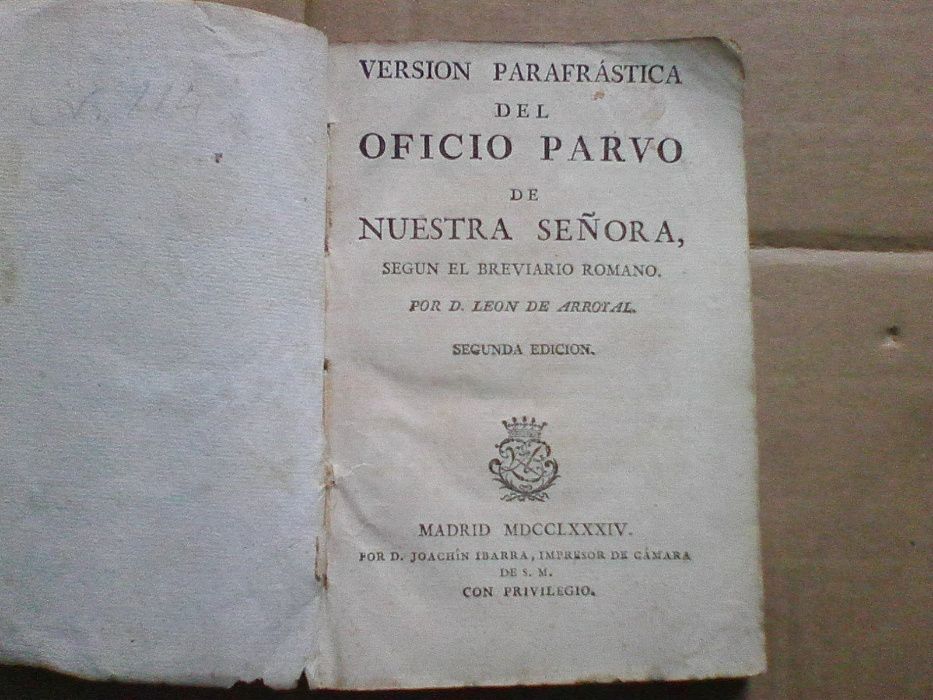 VERSION PARAFRÁSTICA
DEL
OFICIO PARVO
DE
NUESTRA SEÑORA,
SEGUN EL BREVIARIO ROMANO.
POR D. LEON DE ARROYAL.
SEGUNDA EDICION.
MADRID MDCCLXXXIV.
POR D. JOACHÎN IBARRA, IMPRESOR DE CÁMARA
DE S. M.
CON PRIVILEGIO.